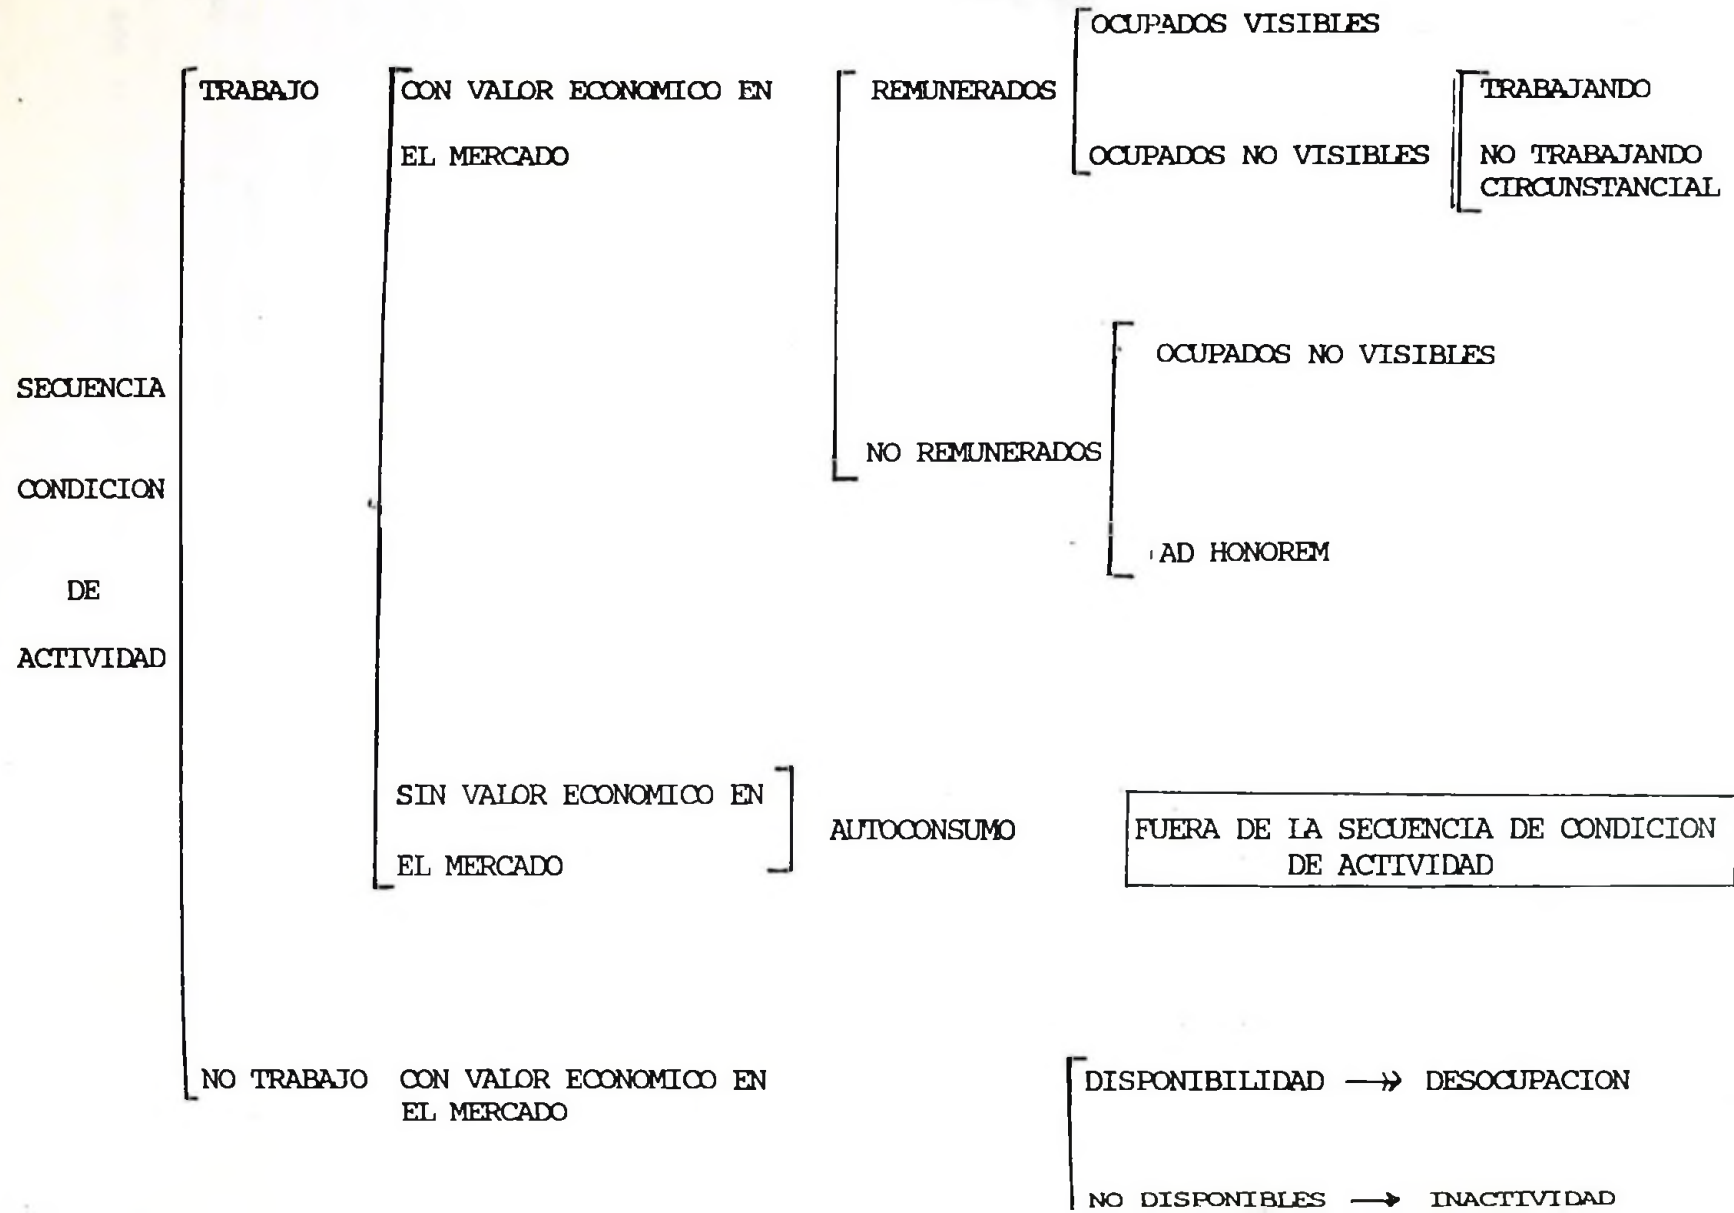 OCUPADOS VISIBLES
TRABAJO
CON VALOR ECONOMICO EN
EL MERCADO
REMUNERADOS
OCUPADOS NO VISIBLES
TRABAJANDO
NO TRABAJANDO
CIRCUNSTANCIAL
SECUENCIA
CONDICION
DE
ACTIVIDAD
NO REMUNERADOS
OCUPADOS NO VISIBLES
AD HONOREM
SIN VALOR ECONOMICO EN
EL MERCADO
AUTOCONSUMO
FUERA DE LA SECUENCIA DE CONDICION
DE ACTIVIDAD
NO TRABAJO
CON VALOR ECONOMICO EN
EL MERCADO
DISPONIBILIDAD → DESOCUPACION
NO DISPONIBLES → INACTIVIDAD